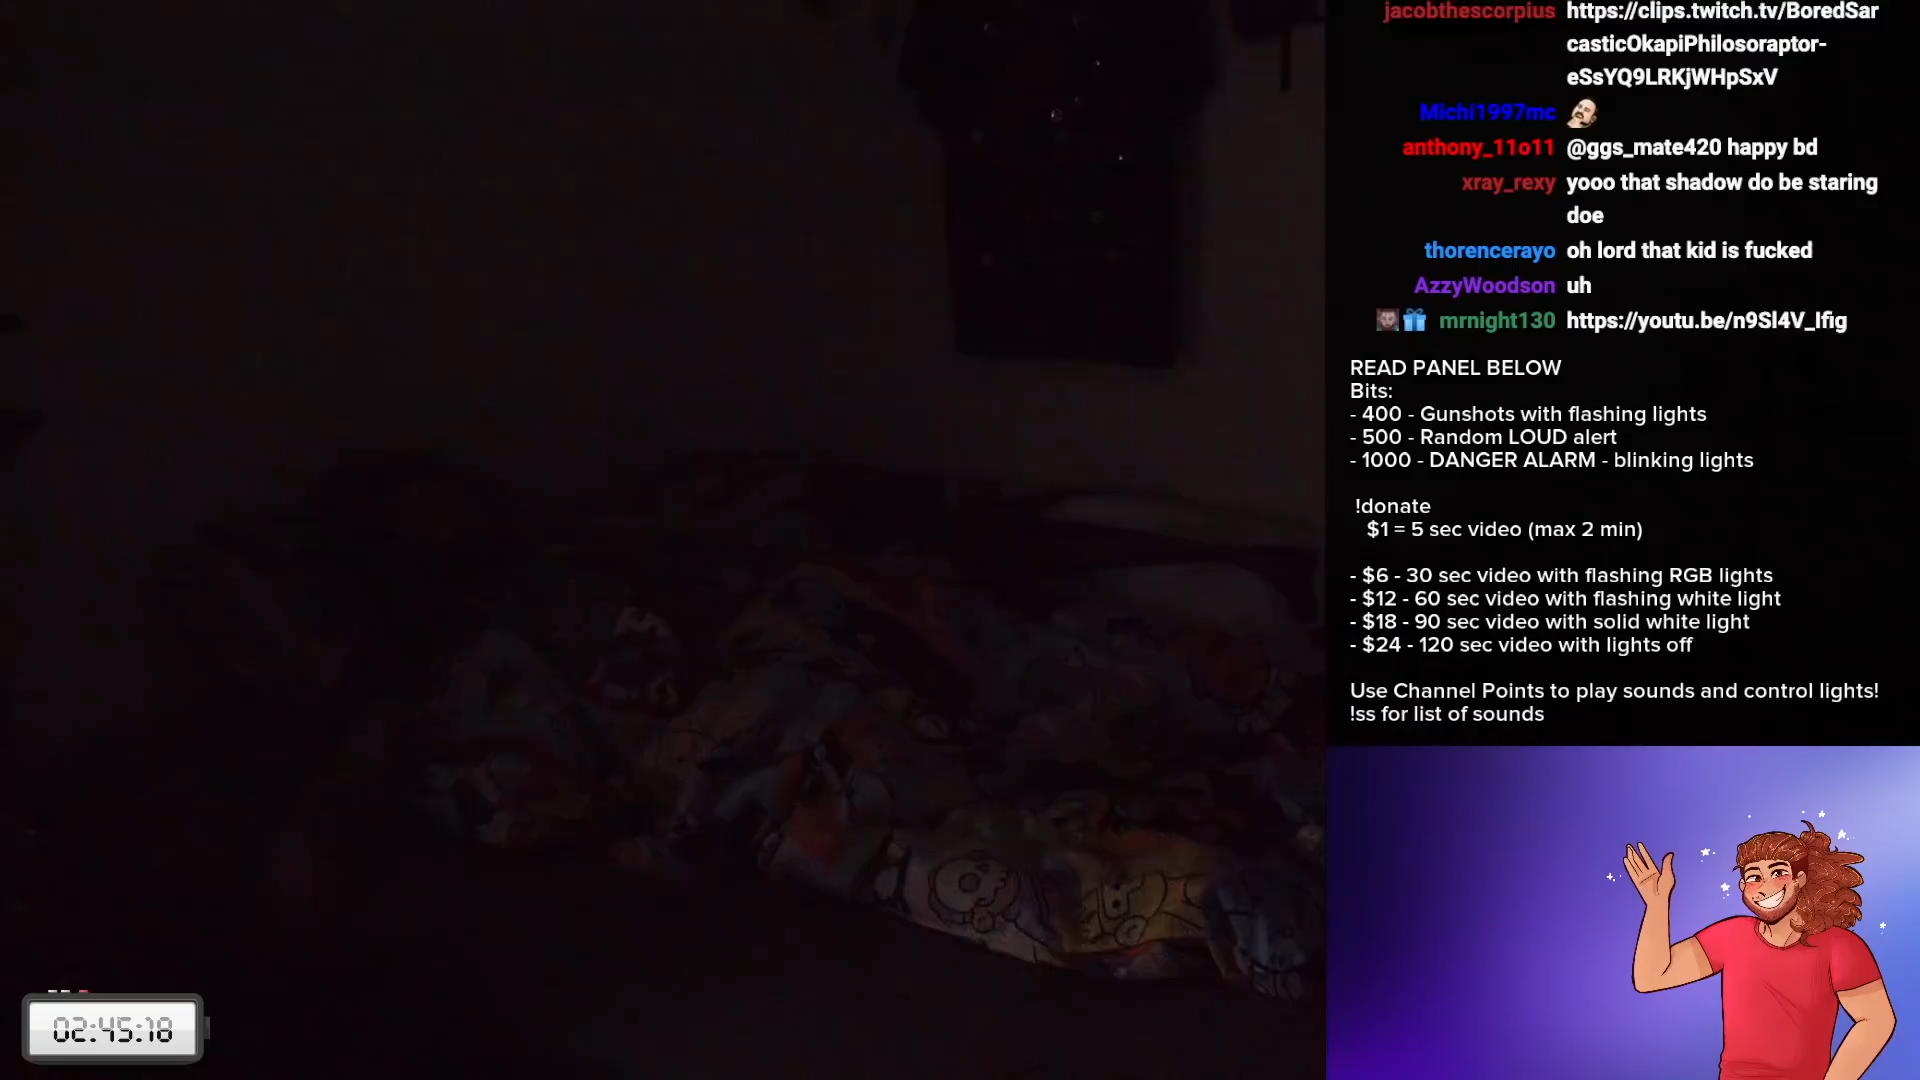 jacobthescorpius https://clips.twitch.tv/BoredSar
casticOkapiPhilosoraptor-
eSsYQ9LRKjWHpSxV
Michi1997mc
anthony_11o11 @ggs_mate420 happy bd
xray_rexy yooo that shadow do be staring
doe
thorencerayo oh lord that kid is fucked
AzzyWoodson uh
mrnight130 https://youtu.be/n9Sl4V_Ifig
READ PANEL BELOW
Bits:
- 400 - Gunshots with flashing lights
- 500 - Random LOUD alert
- 1000 - DANGER ALARM - blinking lights
!donate
$1 = 5 sec video (max 2 min)
- $6 - 30 sec video with flashing RGB lights
- $12 - 60 sec video with flashing white light
- $18 - 90 sec video with solid white light
- $24 - 120 sec video with lights off
Use Channel Points to play sounds and control lights!
!ss for list of sounds
02:45:18